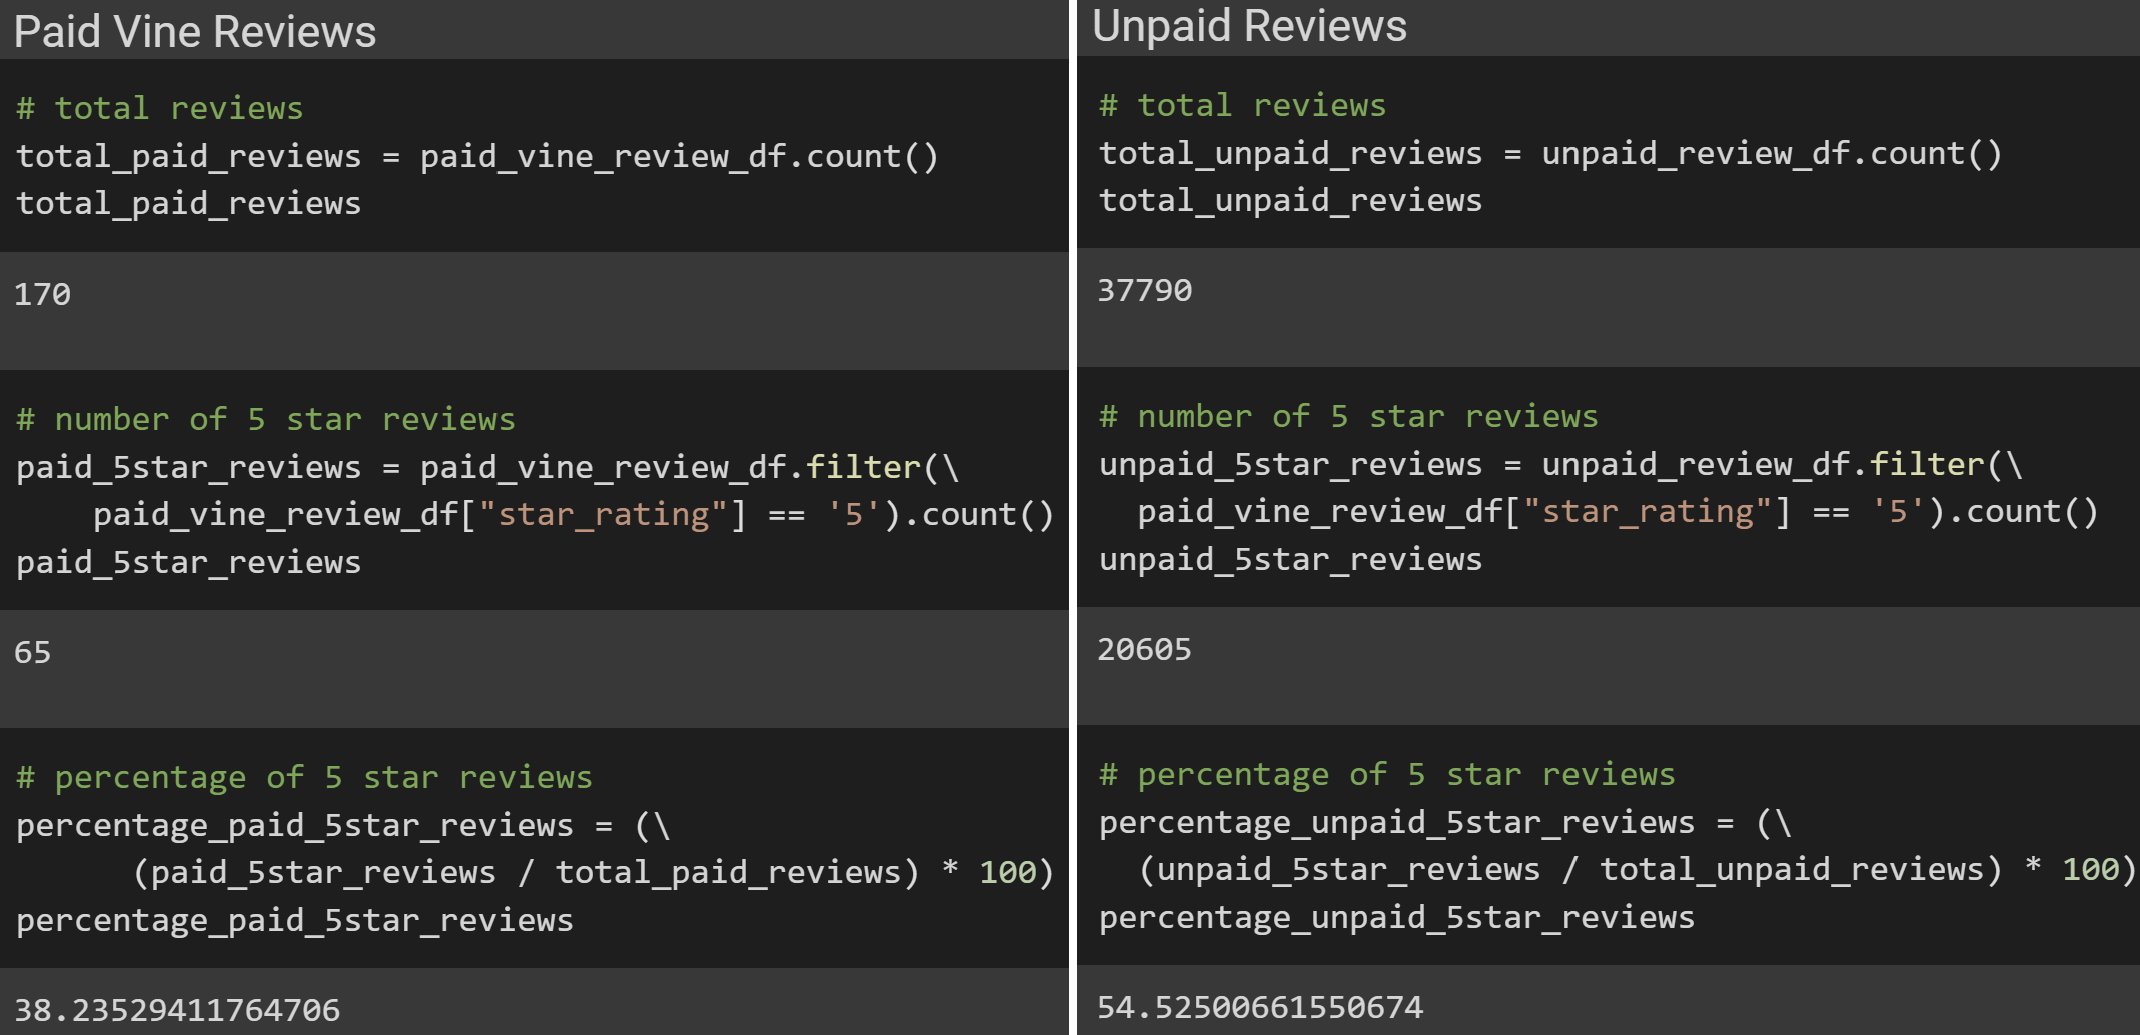 Paid Vine Reviews
# total reviews
total_paid_reviews = paid_vine_review_df.count()
total_paid_reviews
170
# number of 5 star reviews
paid_5star_reviews = paid_vine_review_df.filter(\
    paid_vine_review_df["star_rating"] == '5').count()
paid_5star_reviews
65
# percentage of 5 star reviews
percentage_paid_5star_reviews = (\
      (paid_5star_reviews / total_paid_reviews) * 100)
percentage_paid_5star_reviews
38.23529411764706
Unpaid Reviews
# total reviews
total_unpaid_reviews = unpaid_review_df.count()
total_unpaid_reviews
37790
# number of 5 star reviews
unpaid_5star_reviews = unpaid_review_df.filter(\
  paid_vine_review_df["star_rating"] == '5').count()
unpaid_5star_reviews
20605
# percentage of 5 star reviews
percentage_unpaid_5star_reviews = (\
  (unpaid_5star_reviews / total_unpaid_reviews) * 100)
percentage_unpaid_5star_reviews
54.52500661550674